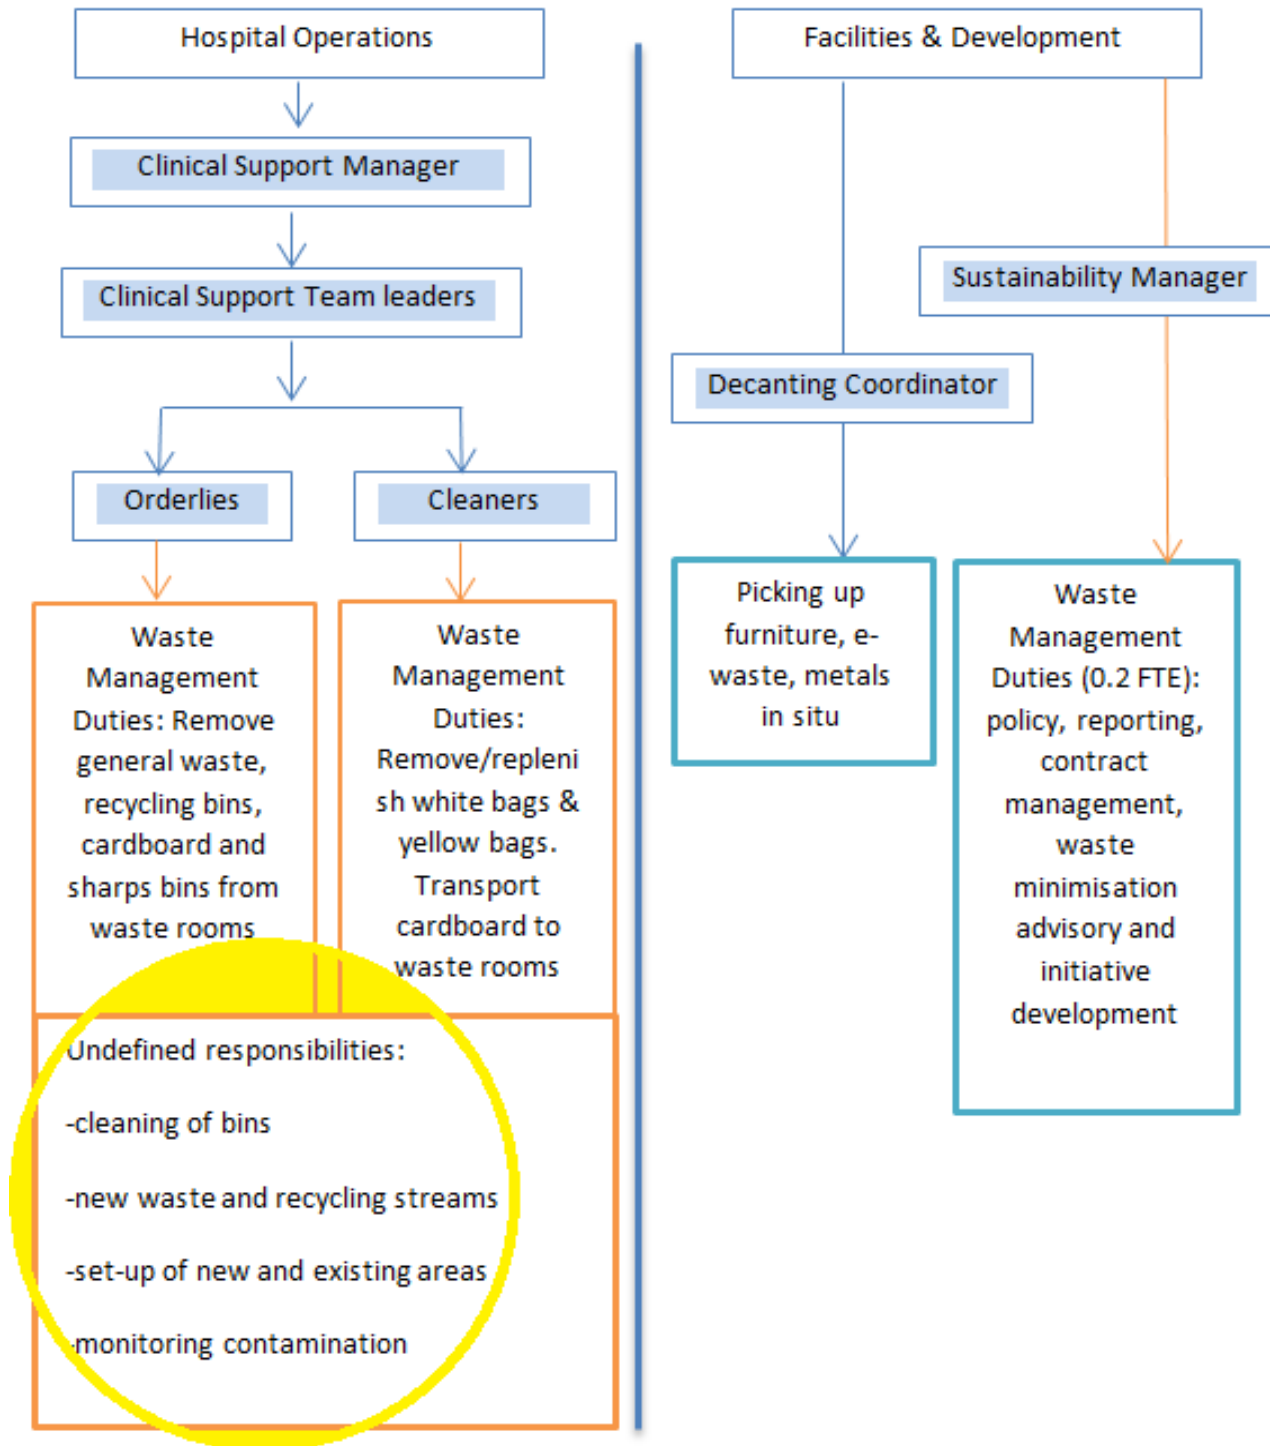 Hospital Operations
Clinical Support Manager
Clinical Support Team leaders
Orderlies
Cleaners
Waste
Management
Duties: Remove
general waste,
recycling bins,
cardboard and
sharps bins from
waste rooms
Waste
Management
Duties:
Remove/repleni
sh white bags &
yellow bags.
Transport
cardboard to
waste rooms
Undefined responsibilities:
-cleaning of bins
-new waste and recycling streams
-set-up of new and existing areas
-monitoring contamination
Facilities & Development
Sustainability Manager
Decanting Coordinator
Picking up
furniture, e-
waste, metals
in situ
Waste
Management
Duties (0.2 FTE):
policy, reporting,
contract
management,
waste
minimisation
advisory and
initiative
development